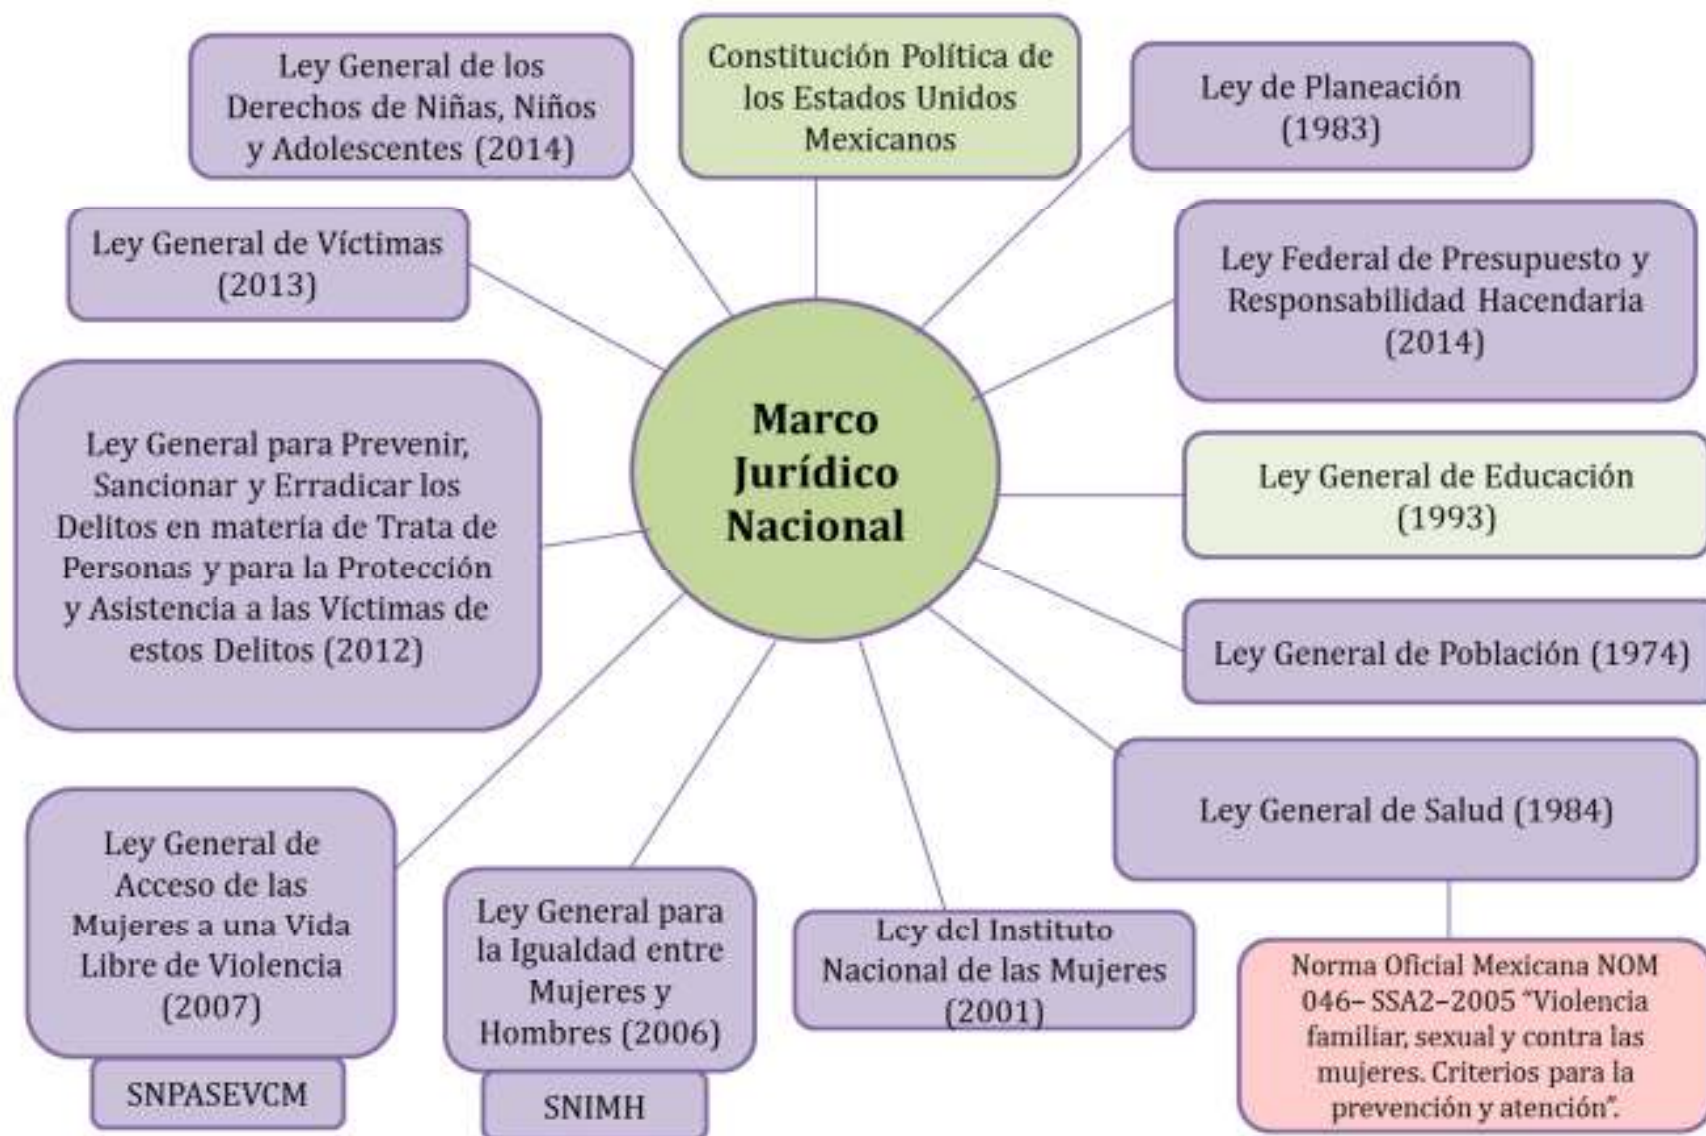 Ley General de los
Derechos de Niñas, Niños
y Adolescentes (2014)
Constitución Política de
los Estados Unidos
Mexicanos
Ley de Planeación
(1983)
Ley General de Víctimas
(2013)
Ley Federal de Presupuesto y
Responsabilidad Hacendaria
(2014)
Marco
Jurídico
Nacional
Ley General para Prevenir,
Sancionar y Erradicar los
Delitos en materia de Trata de
Personas y para la Protección
y Asistencia a las Víctimas de
estos Delitos (2012)
Ley General de Educación
(1993)
Ley General de Población (1974)
Ley General de Salud (1984)
Ley General de
Acceso de las
Mujeres a una Vida
Libre de Violencia
(2007)
SNPASEVCM
Ley General para
la Igualdad entre
Mujeres y
Hombres (2006)
SNIMH
Ley del Instituto
Nacional de las Mujeres
(2001)
Norma Oficial Mexicana NOM
046– SSA2–2005 “Violencia
familiar, sexual y contra las
mujeres. Criterios para la
prevención y atención”.